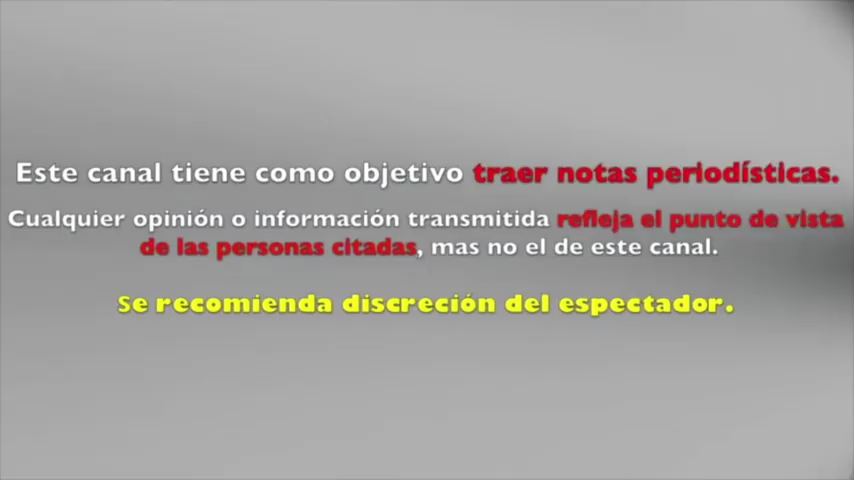 Este canal tiene como objetivo traer notas periodísticas.
Cualquier opinión o información transmitida refleja el punto de vista
de las personas citadas, mas no el de este canal.
Se recomienda discreción del espectador.